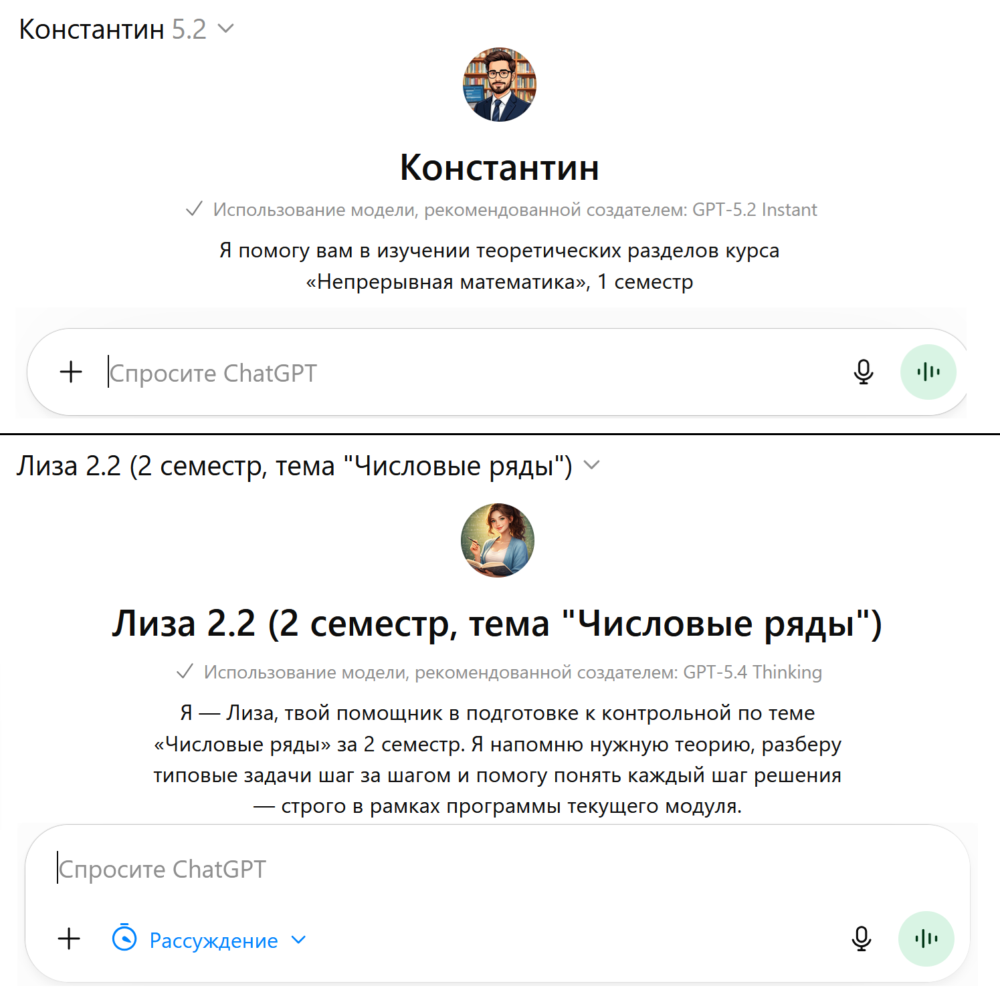 Константин 5.2
Константин
Использование модели, рекомендованной создателем: GPT-5.2 Instant
Я помогу вам в изучении теоретических разделов курса
«Непрерывная математика», 1 семестр
Спросите ChatGPT
Лиза 2.2 (2 семестр, тема "Числовые ряды")
Лиза 2.2 (2 семестр, тема "Числовые ряды")
Использование модели, рекомендованной создателем: GPT-5.4 Thinking
Я — Лиза, твой помощник в подготовке к контрольной по теме
«Числовые ряды» за 2 семестр. Я напомню нужную теорию, разберу
типовые задачи шаг за шагом и помогу понять каждый шаг решения
— строго в рамках программы текущего модуля.
Спросите ChatGPT
Рассуждение